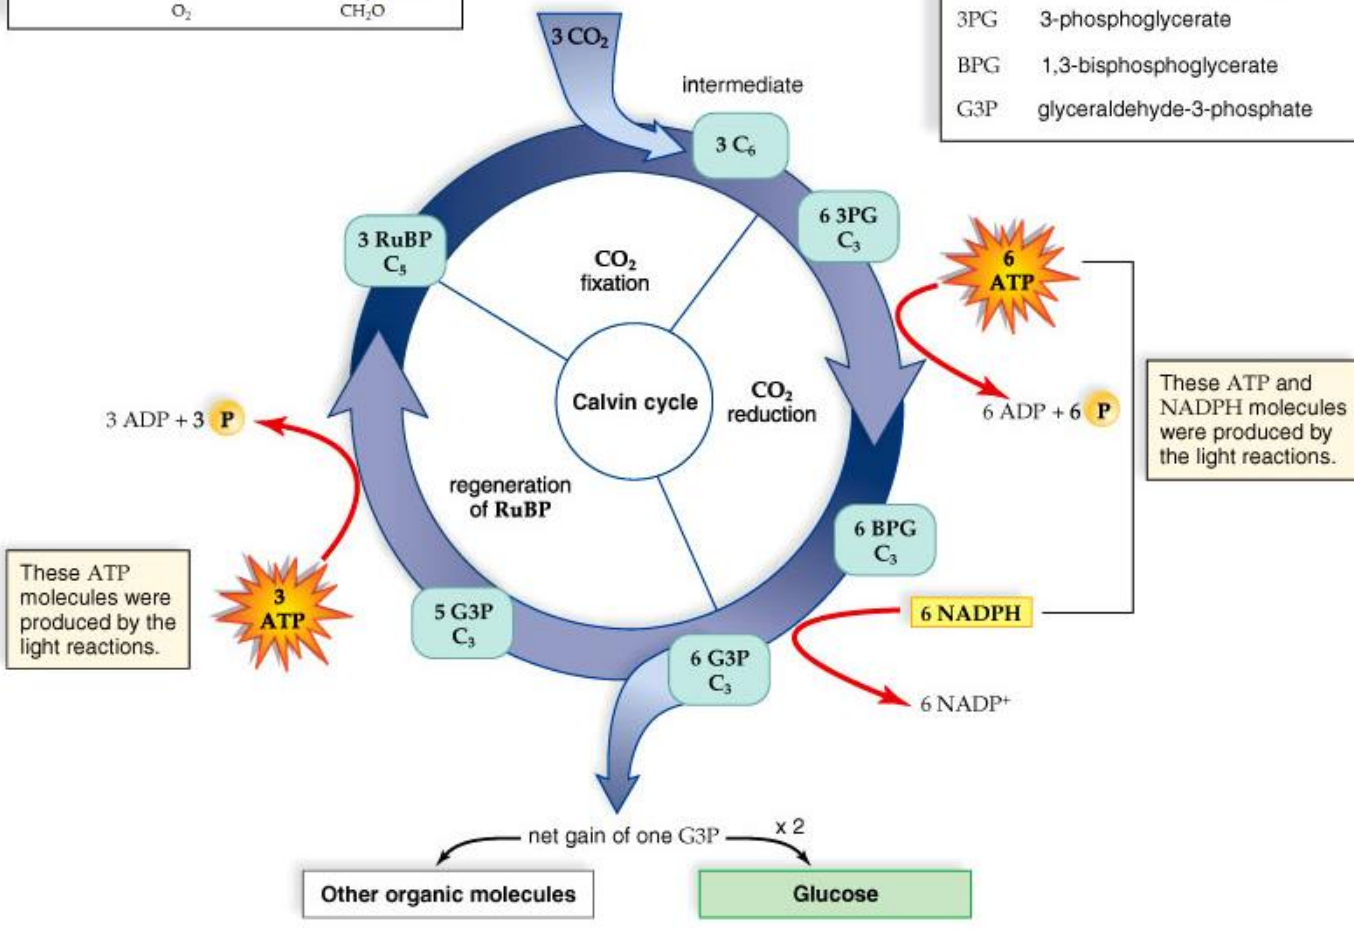 O₂ CH₂O
3 CO₂
3PG 3-phosphoglycerate
BPG 1,3-bisphosphoglycerate
G3P glyceraldehyde-3-phosphate
intermediate
3 C₆
6 3PG
C₃
3 RuBP
C₅
CO₂
fixation
6
ATP
CO₂
reduction
Calvin cycle
6 ADP + 6 P
These ATP and
NADPH molecules
were produced by
the light reactions.
3 ADP + 3 P
regeneration
of RuBP
6 BPG
C₃
These ATP
molecules were
produced by the
light reactions.
3
ATP
5 G3P
C₃
6 G3P
C₃
6 NADPH
6 NADP⁺
net gain of one G3P
x 2
Other organic molecules
Glucose